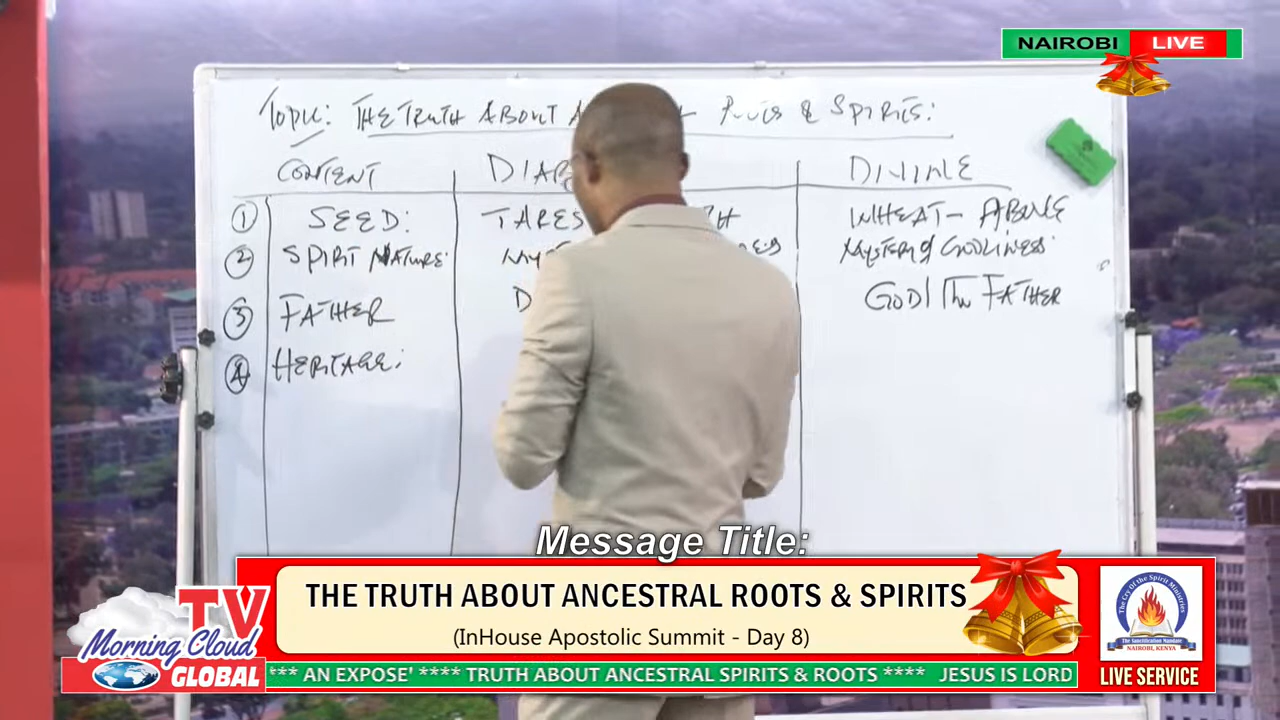 NAIROBI LIVE
Topic: THE TRUTH ABOUT & SPIRITS:
CONTENT DIAB DIVINE
① SEED: TARES WHEAT - ABOVE
② SPIRIT NATURE: MYSTERY OF GODLINESS
③ FATHER GOD | The FATHER
④ HERITAGE:
Message Title:
THE TRUTH ABOUT ANCESTRAL ROOTS & SPIRITS
(InHouse Apostolic Summit - Day 8)
TV
Morning Cloud
GLOBAL
*** AN EXPOSE' **** TRUTH ABOUT ANCESTRAL SPIRITS & ROOTS **** JESUS IS LORD
The Cry Of the Spirit Ministries
The Sanctification Mandate
NAIROBI, KENYA
LIVE SERVICE